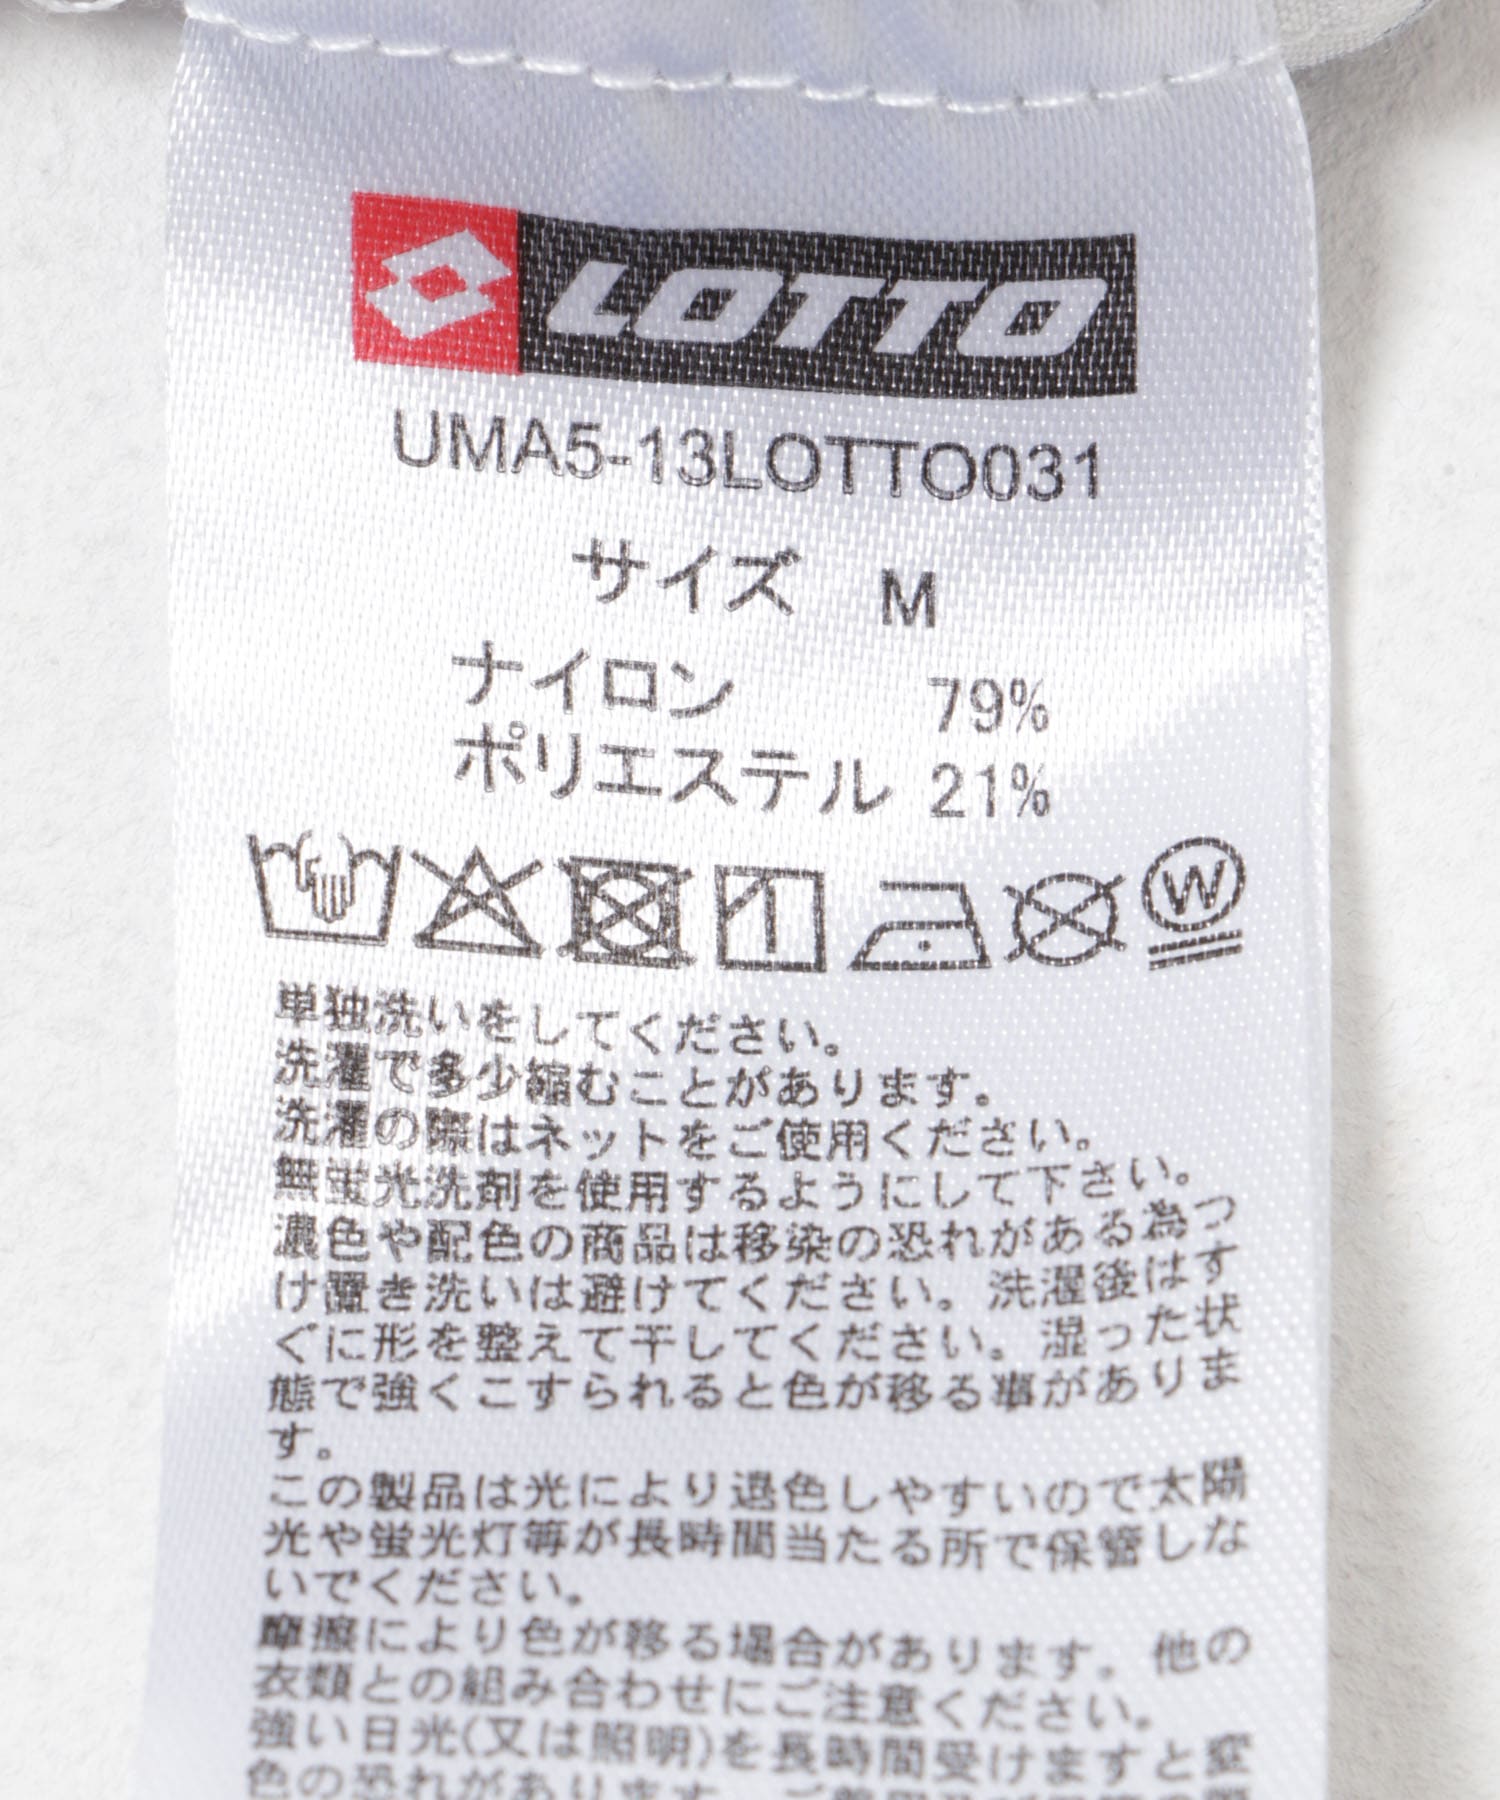 LOTTO
UMA5-13LOTTO031
サイズ M
ナイロン 79%
ポリエステル 21%
W
単独洗いをしてください。
洗濯で多少縮むことがあります。
洗濯の際はネットをご使用ください。
無蛍光洗剤を使用するようにして下さい。
濃色や配色の商品は移染の恐れがある為つ
け置き洗いは避けてください。洗濯後はす
ぐに形を整えて干してください。湿った状
態で強くこすられると色が移る事がありま
す。
この製品は光により退色しやすいので太陽
光や蛍光灯等が長時間当たる所で保管しな
いでください。
摩擦により色が移る場合があります。他の
衣類との組み合わせにご注意ください。
強い日光(又は照明)を長時間受けますと変
色の恐れがあります。